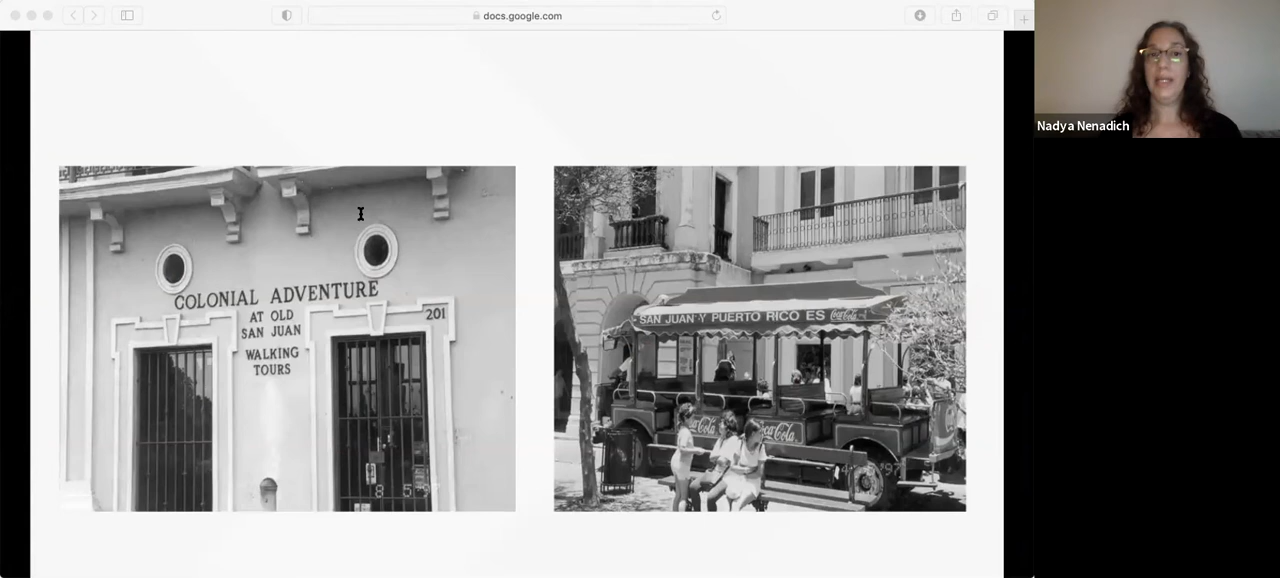 docs.google.com
Nadya Nenadich
COLONIAL ADVENTURE
AT OLD
SAN JUAN
WALKING
TOURS
201
SAN JUAN Y PUERTO RICO ES Coca-Cola
Coca-Cola
Coca-Cola